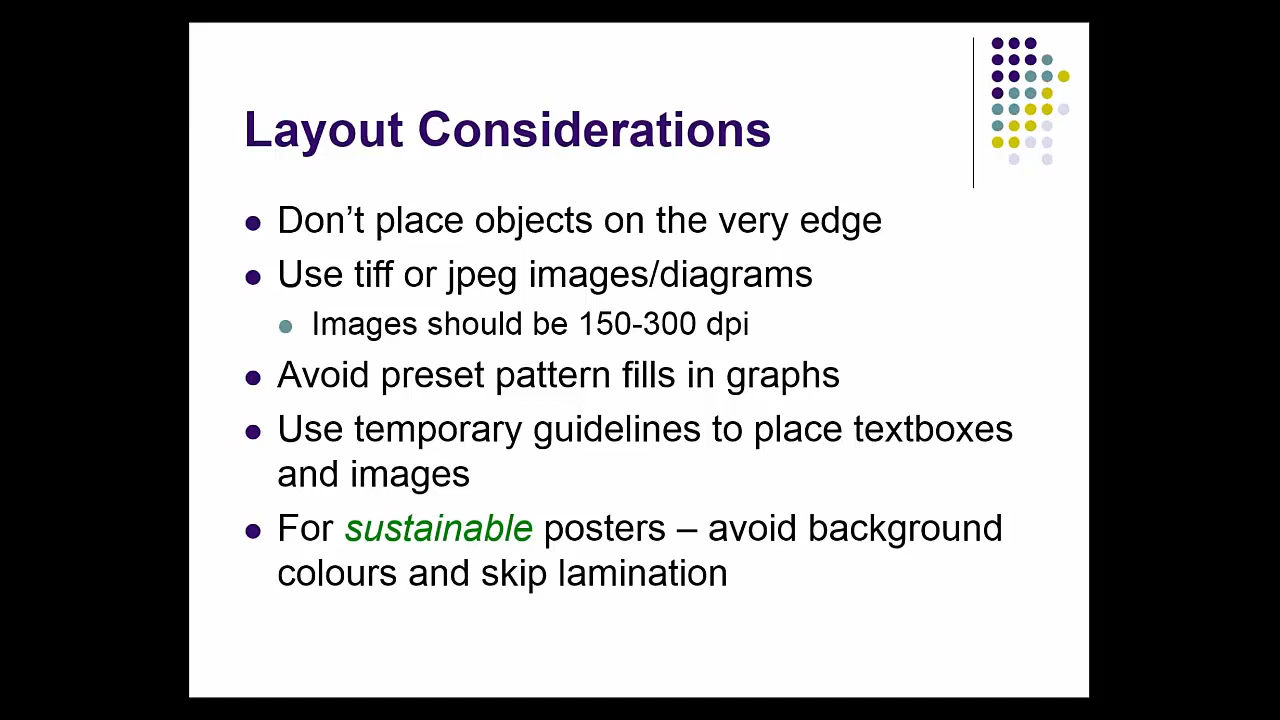 Layout Considerations
Don’t place objects on the very edge
Use tiff or jpeg images/diagrams
Images should be 150-300 dpi
Avoid preset pattern fills in graphs
Use temporary guidelines to place textboxes
and images
For sustainable posters – avoid background
colours and skip lamination